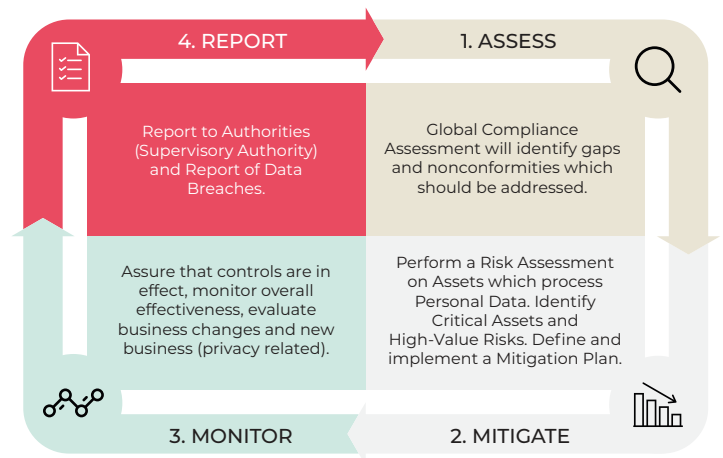 4. REPORT
1. ASSESS
Report to Authorities
(Supervisory Authority)
and Report of Data
Breaches.
Global Compliance
Assessment will identify gaps
and nonconformities which
should be addressed.
Assure that controls are in
effect, monitor overall
effectiveness, evaluate
business changes and new
business (privacy related).
Perform a Risk Assessment
on Assets which process
Personal Data. Identify
Critical Assets and
High-Value Risks. Define and
implement a Mitigation Plan.
3. MONITOR
2. MITIGATE